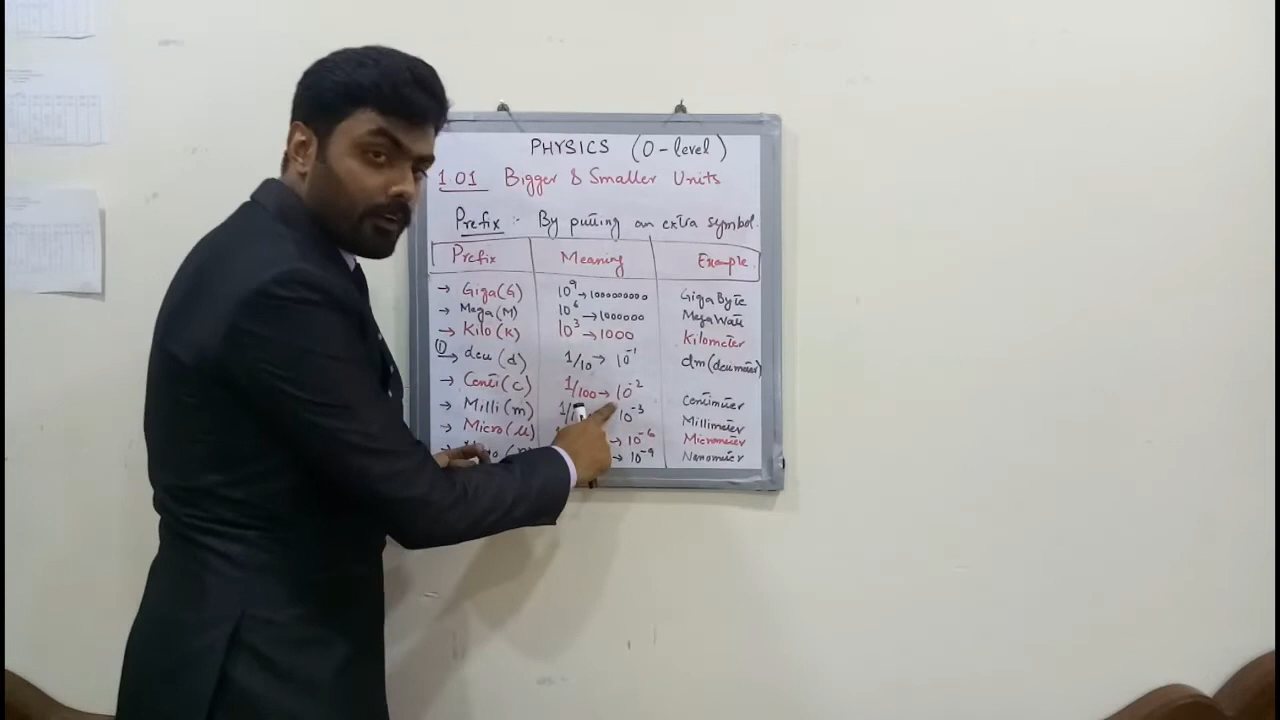 PHYSICS (O-level)
1.01 Bigger & Smaller Units
Prefix :- By putting an extra symbol.
Prefix Meaning Example
→ Giga(G) 10⁹ →1000000000 GigaByte
→ Mega(M) 10⁶ →1000000 MegaWatt
→ Kilo(K) 10³ →1000 Kilometer
① → deci(d) 1/10 → 10⁻¹ dm(decimeter)
→ Centi(c) 1/100 → 10⁻² Centimeter
→ Milli(m) 10⁻³ Millimeter
→ Micro(μ) → 10⁻⁶ Micrometer
→ 10⁻⁹ Nanometer